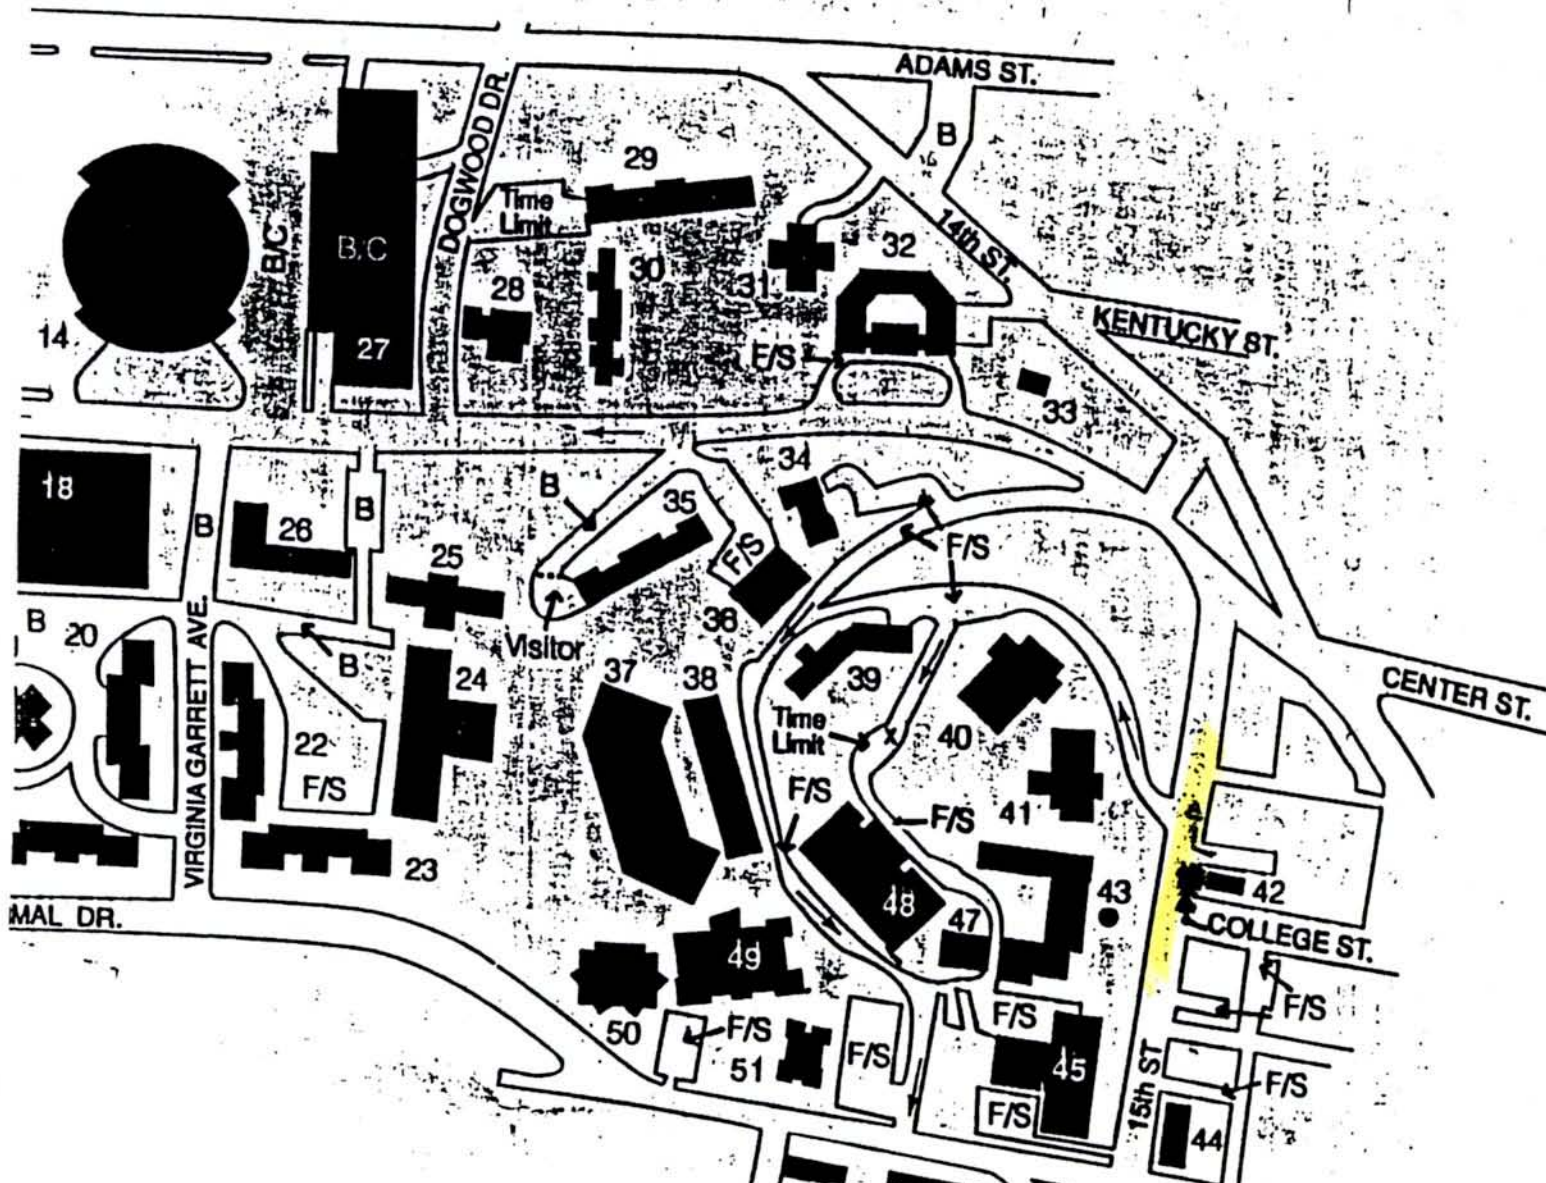 ADAMS ST.
B
DOGWOOD DR.
29
Time
Limit
14th ST.
32
B/C
B/C
30
31
28
14
27
KENTUCKY ST.
F/S
33
34
18
B
35
B
26
B
F/S
F/S
25
36
B
20
Visitor
B
CENTER ST.
24
37
38
39
VIRGINIA GARRETT AVE.
Time
Limit
40
22
F/S
F/S
F/S
41
23
43
42
48
47
MAL DR.
COLLEGE ST.
49
F/S
F/S
50
F/S
51
F/S
45
15th ST
F/S
F/S
44